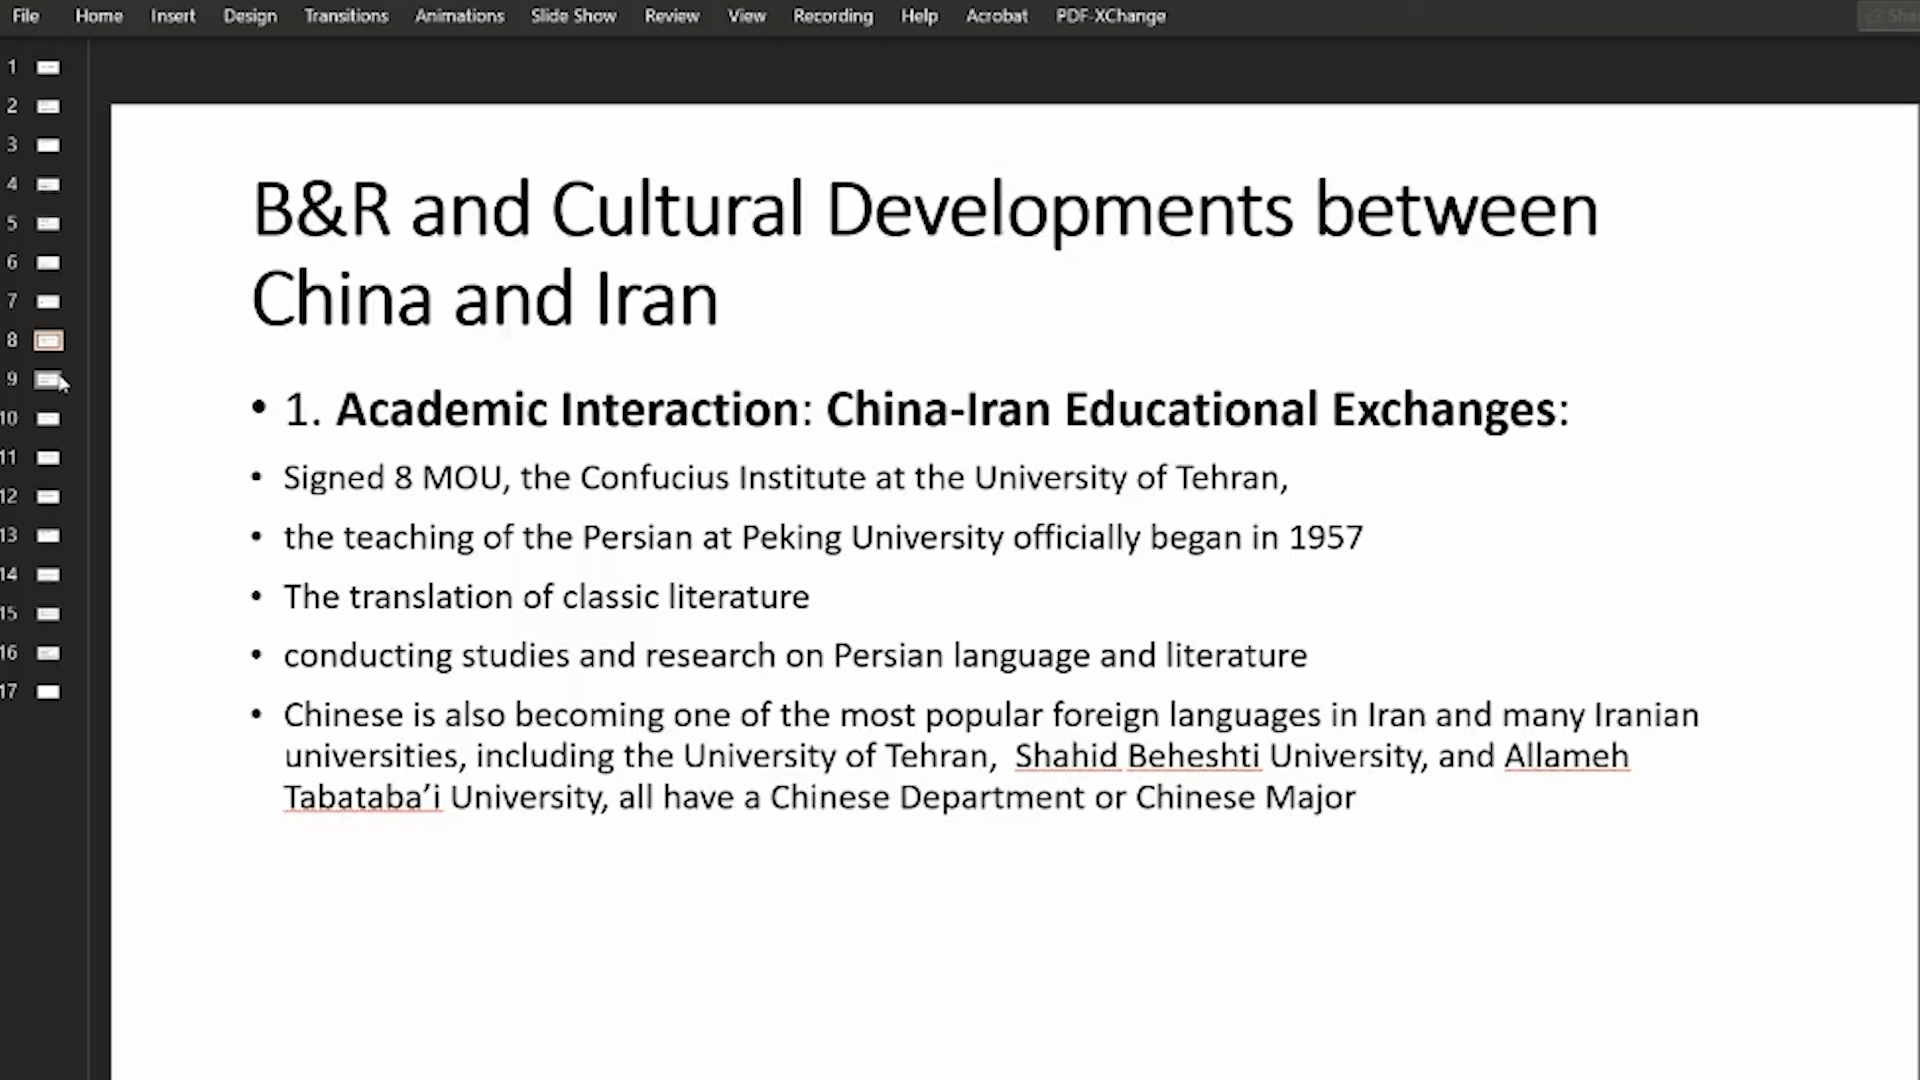 File Home Insert Design Transitions Animations Slide Show Review View Recording Help Acrobat PDF-XChange
1
2
3
4
5
6
7
8
9
10
11
12
13
14
15
16
17
B&R and Cultural Developments between
China and Iran
• 1. Academic Interaction: China-Iran Educational Exchanges:
• Signed 8 MOU, the Confucius Institute at the University of Tehran,
• the teaching of the Persian at Peking University officially began in 1957
• The translation of classic literature
• conducting studies and research on Persian language and literature
• Chinese is also becoming one of the most popular foreign languages in Iran and many Iranian
universities, including the University of Tehran, Shahid Beheshti University, and Allameh
Tabataba’i University, all have a Chinese Department or Chinese Major